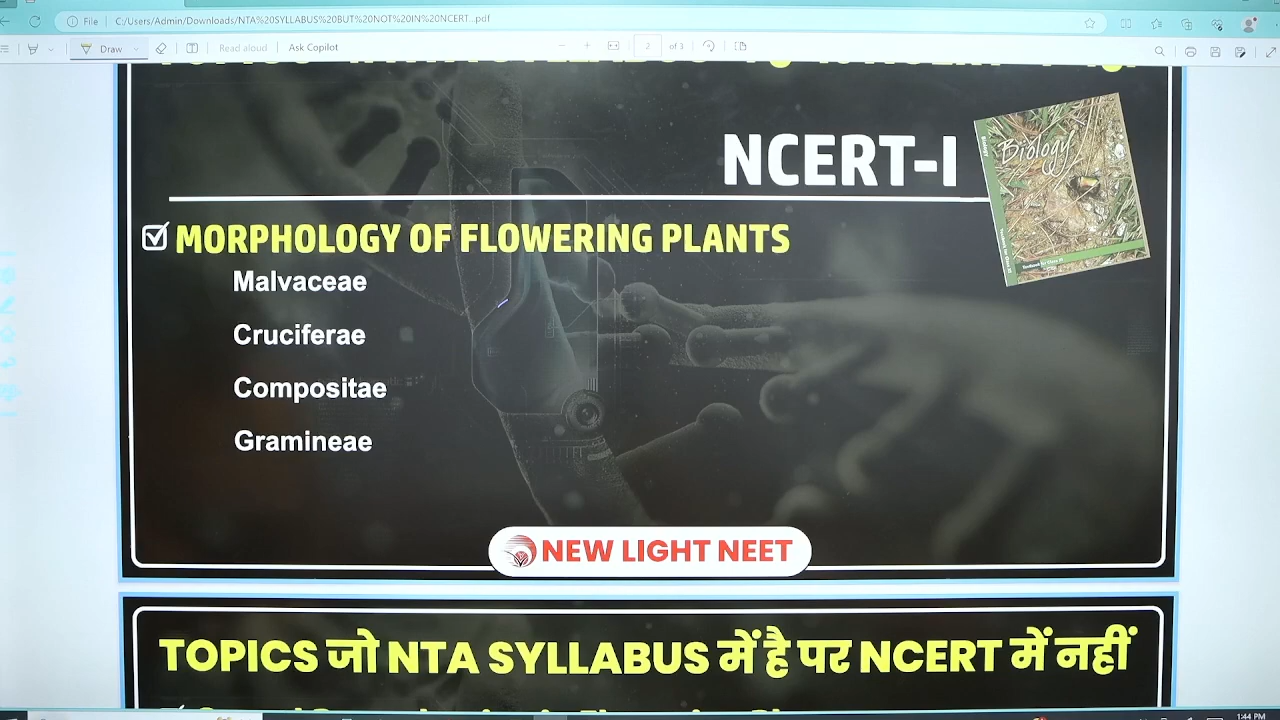 File
C:/Users/Admin/Downloads/NTA%20SYLLABUS%20BUT%20NOT%20IN%20NCERT...pdf
Draw
Read aloud
Ask Copilot
2
of 3
NCERT-I
Biology
MORPHOLOGY OF FLOWERING PLANTS
Malvaceae
Cruciferae
Compositae
Gramineae
NEW LIGHT NEET
TOPICS जो NTA SYLLABUS में है पर NCERT में नहीं
1:44 PM